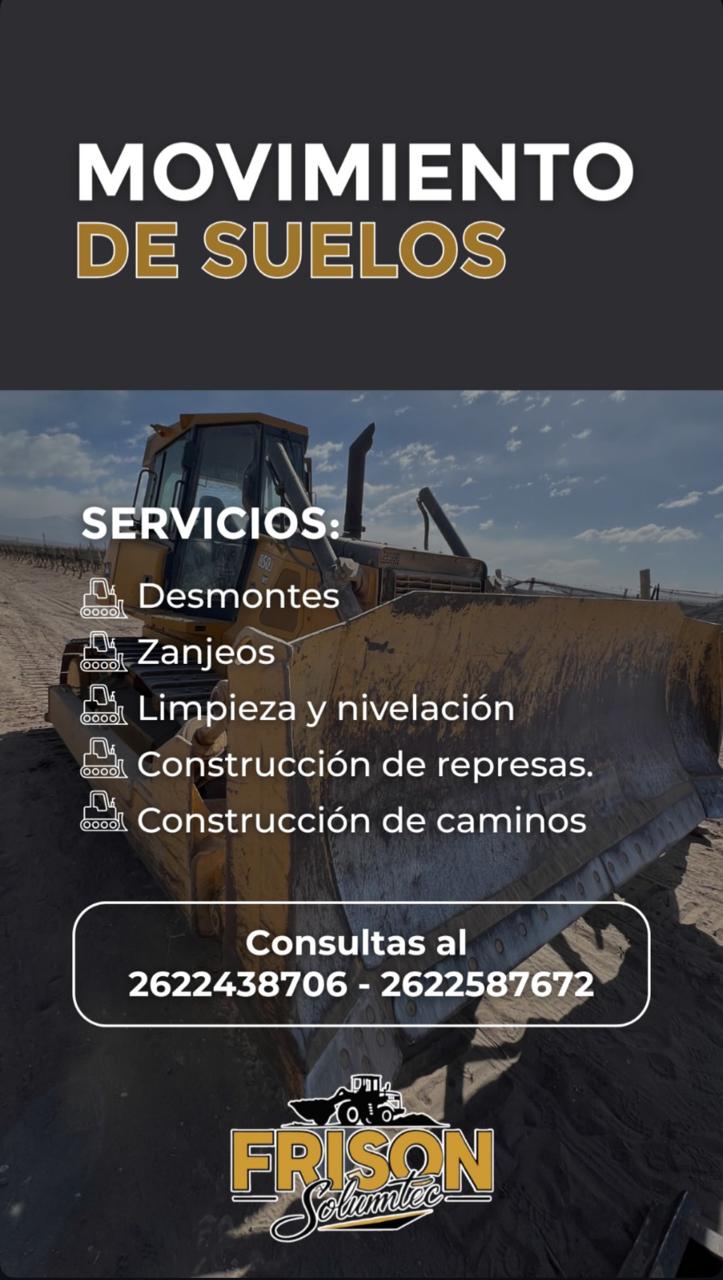 MOVIMIENTO
DE SUELOS
SERVICIOS:
Desmontes
Zanjeos
Limpieza y nivelación
Construcción de represas.
Construcción de caminos
Consultas al
2622438706 - 2622587672
FRISON
Solumtec